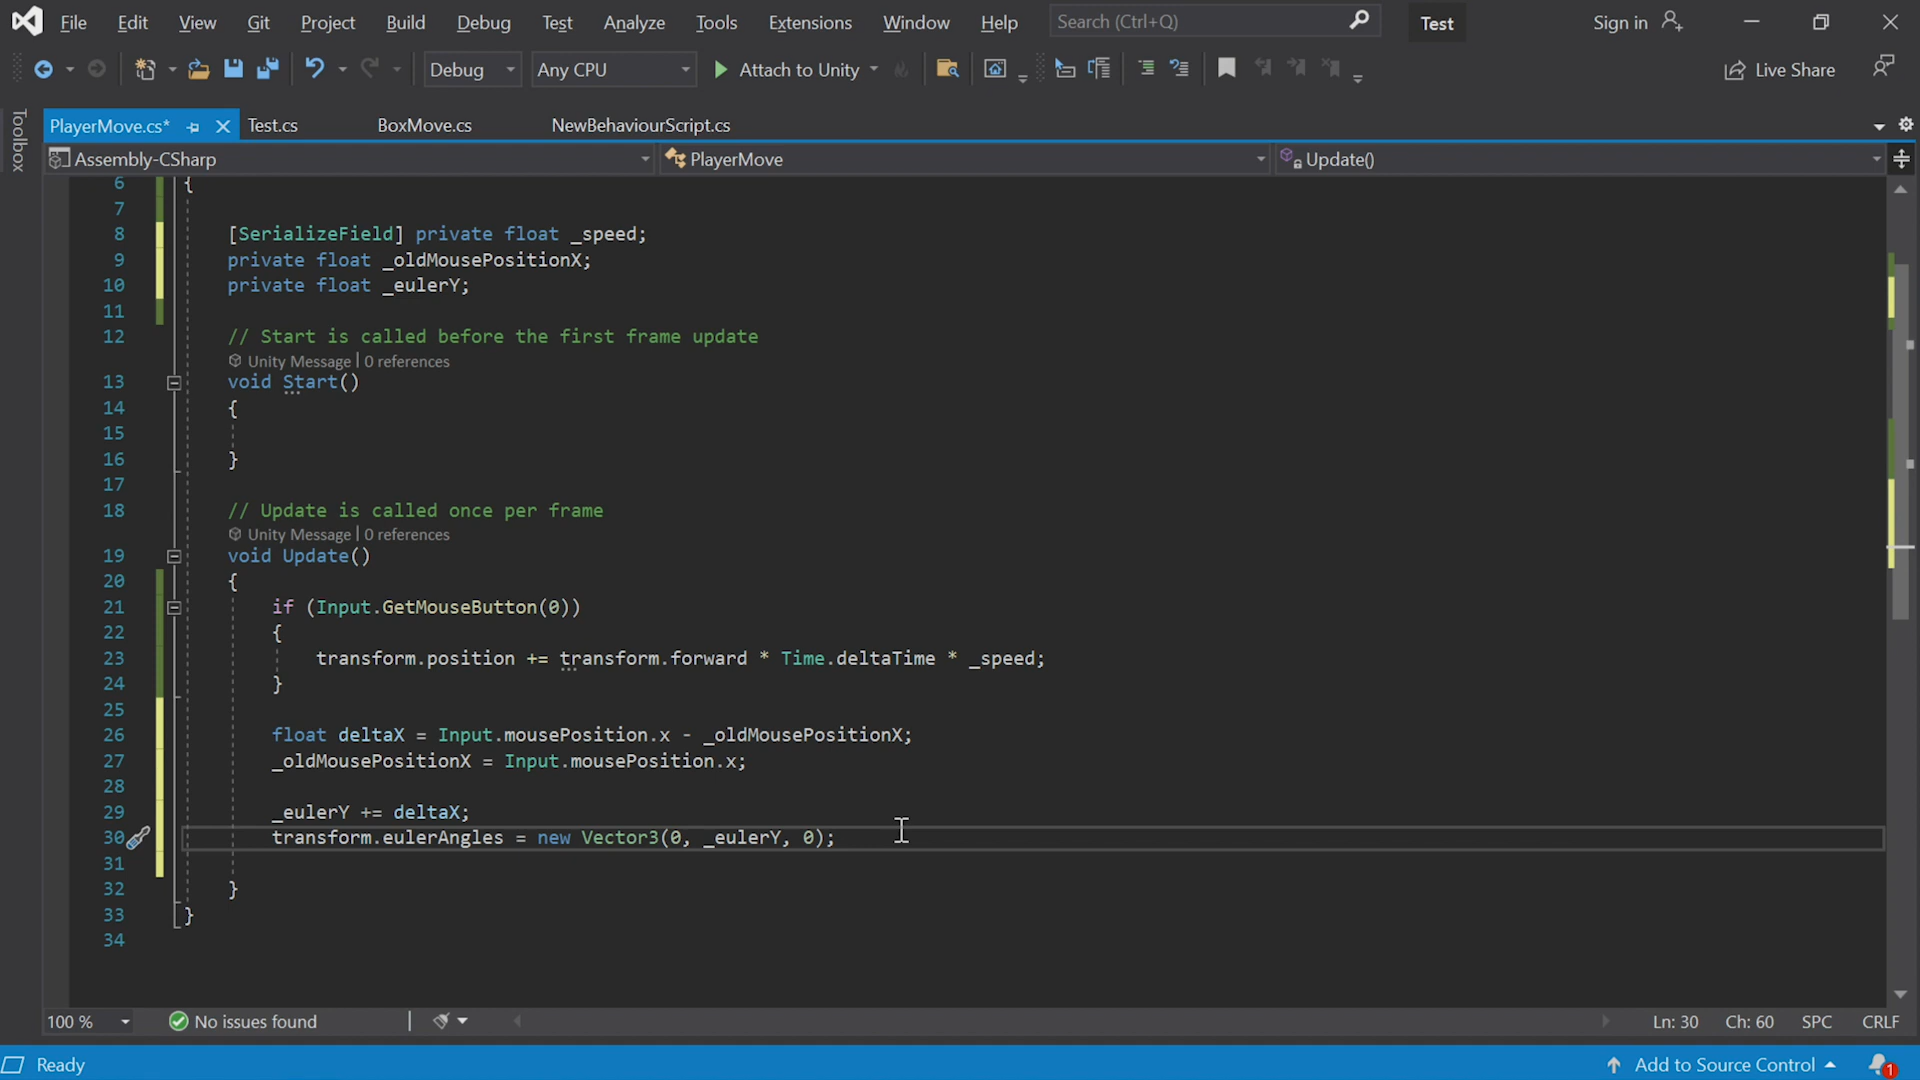 File Edit View Git Project Build Debug Test Analyze Tools Extensions Window Help Search (Ctrl+Q) Test Sign in
Debug Any CPU Attach to Unity Live Share
Toolbox
PlayerMove.cs* Test.cs BoxMove.cs NewBehaviourScript.cs
Assembly-CSharp PlayerMove Update()
6 {
7
8 [SerializeField] private float _speed;
9 private float _oldMousePositionX;
10 private float _eulerY;
11
12 // Start is called before the first frame update
Unity Message | 0 references
13 void Start()
14 {
15
16 }
17
18 // Update is called once per frame
Unity Message | 0 references
19 void Update()
20 {
21 if (Input.GetMouseButton(0))
22 {
23 transform.position += transform.forward * Time.deltaTime * _speed;
24 }
25
26 float deltaX = Input.mousePosition.x - _oldMousePositionX;
27 _oldMousePositionX = Input.mousePosition.x;
28
29 _eulerY += deltaX;
30 transform.eulerAngles = new Vector3(0, _eulerY, 0);
31
32 }
33 }
34
100 % No issues found Ln: 30 Ch: 60 SPC CRLF
Ready Add to Source Control 1